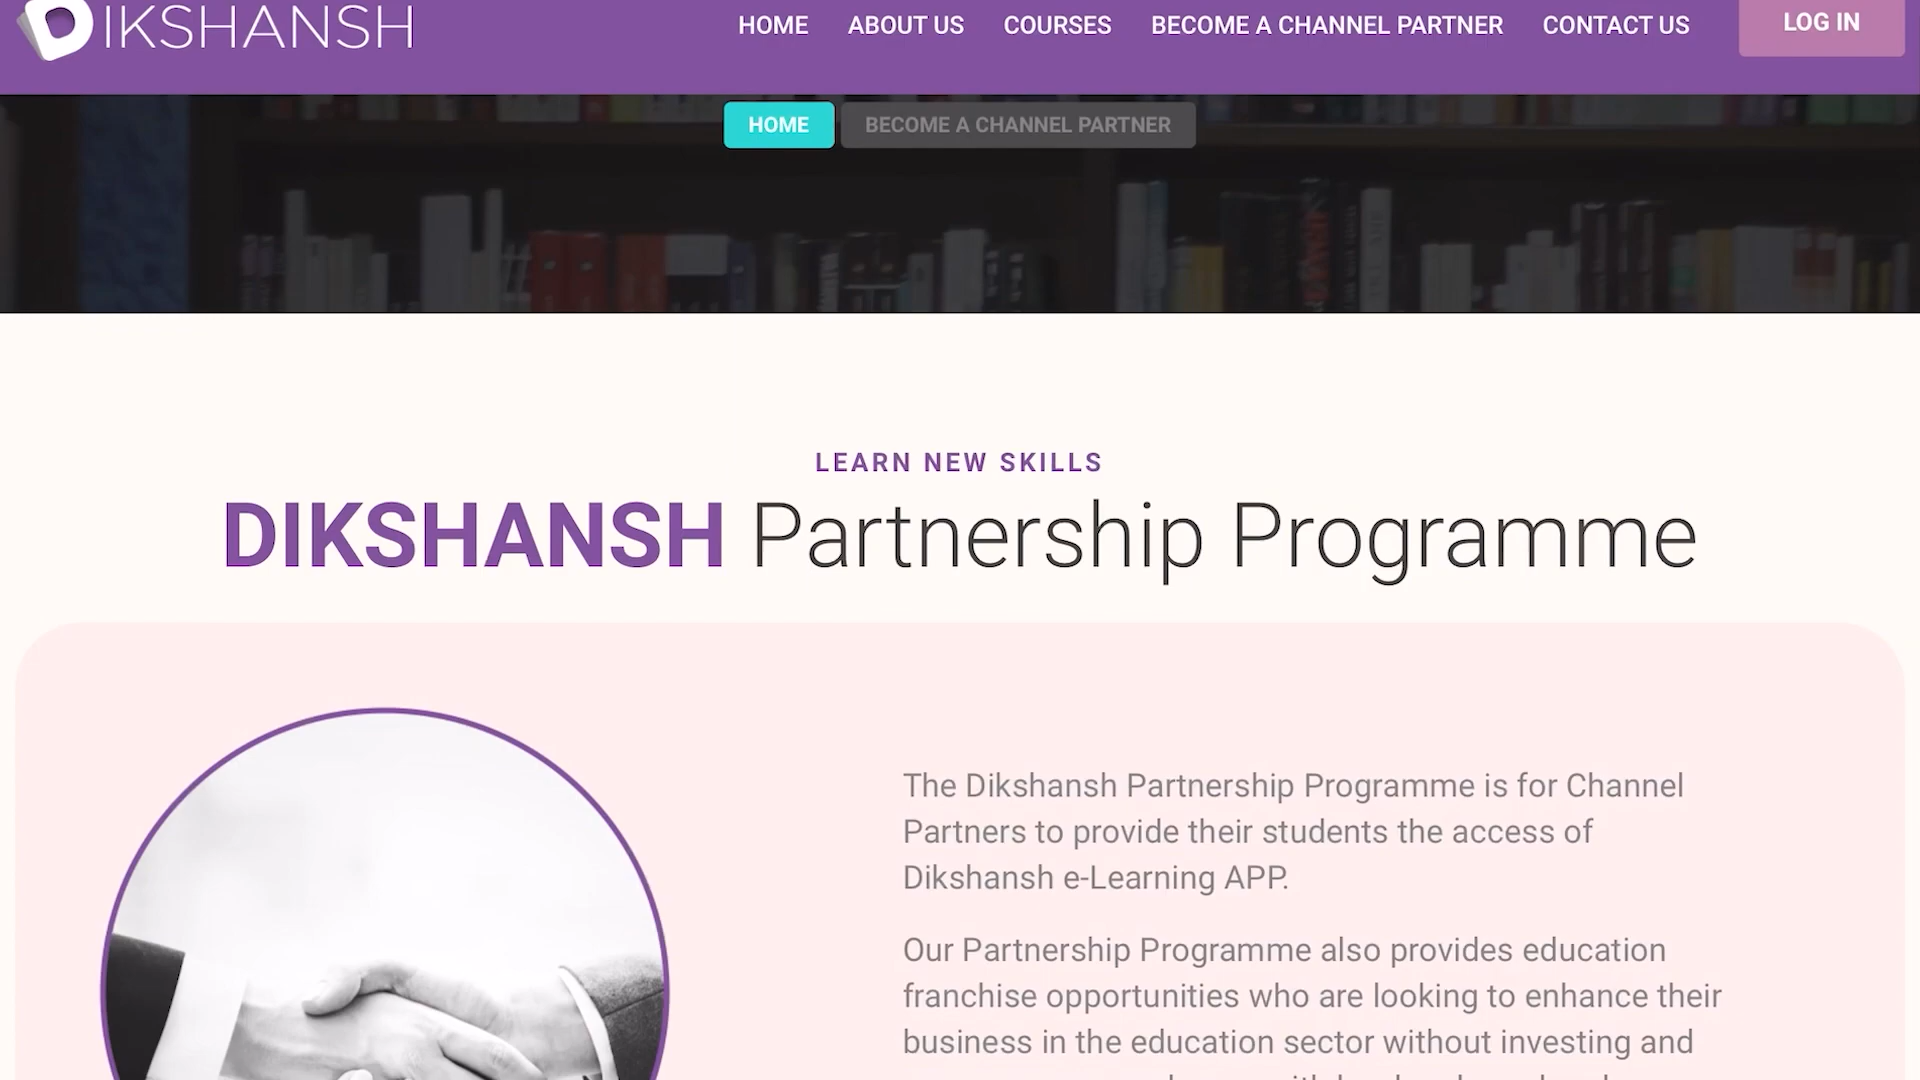 DIKSHANSH
HOME ABOUT US COURSES BECOME A CHANNEL PARTNER CONTACT US LOG IN
HOME BECOME A CHANNEL PARTNER
LEARN NEW SKILLS
DIKSHANSH Partnership Programme
The Dikshansh Partnership Programme is for Channel
Partners to provide their students the access of
Dikshansh e-Learning APP.
Our Partnership Programme also provides education
franchise opportunities who are looking to enhance their
business in the education sector without investing and